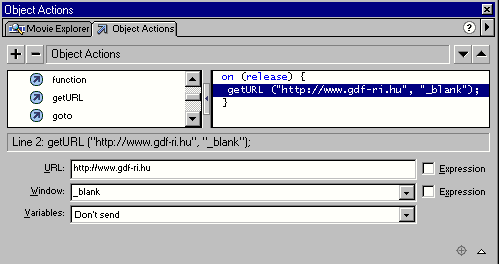 Object Actions
Movie Explorer
Object Actions
?
+ − Object Actions
function
getURL
goto
on (release) {
getURL ("http://www.gdf-ri.hu", "_blank");
}
Line 2: getURL ("http://www.gdf-ri.hu", "_blank");
URL: http://www.gdf-ri.hu Expression
Window: _blank Expression
Variables: Don't send